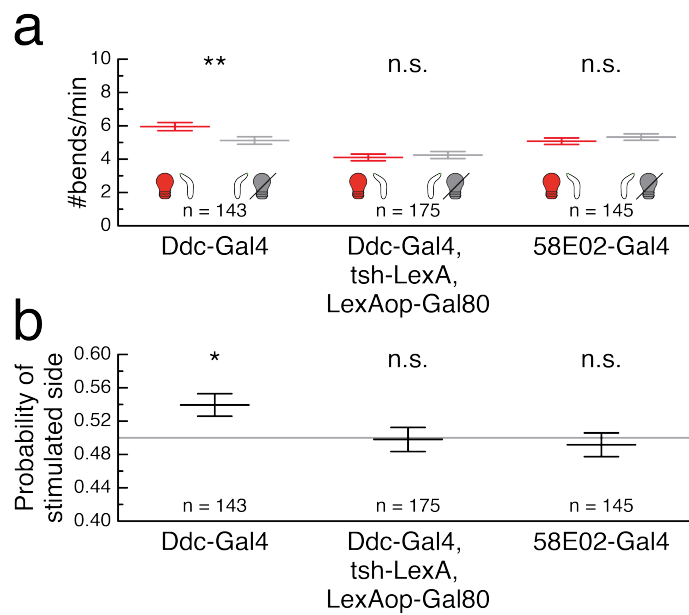 a
#bends/min
10
8
6
4
2
0
**
n.s.
n.s.
n = 143
n = 175
n = 145
Ddc-Gal4
Ddc-Gal4,
tsh-LexA,
LexAop-Gal80
58E02-Gal4
b
Probability of
stimulated side
0.60
0.56
0.52
0.48
0.44
0.40
*
n.s.
n.s.
n = 143
n = 175
n = 145
Ddc-Gal4
Ddc-Gal4,
tsh-LexA,
LexAop-Gal80
58E02-Gal4